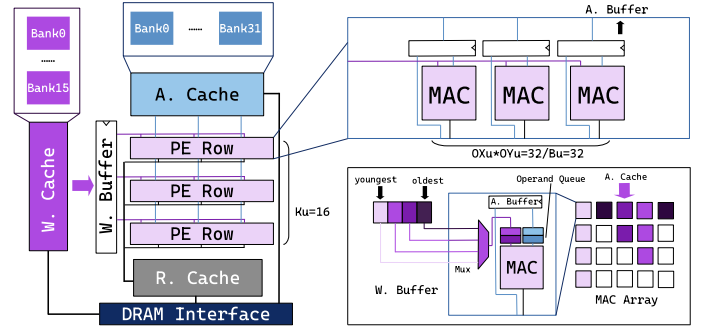 Bank0
......
Bank15
W. Cache
Bank0 ...... Bank31
A. Cache
W. Buffer
PE Row
PE Row
PE Row
Ku=16
R. Cache
DRAM Interface
A. Buffer
MAC MAC MAC
OXu*OYu=32/Bu=32
youngest oldest
Operand Queue
A. Cache
A. Buffer
MAC
Mux
W. Buffer
MAC Array